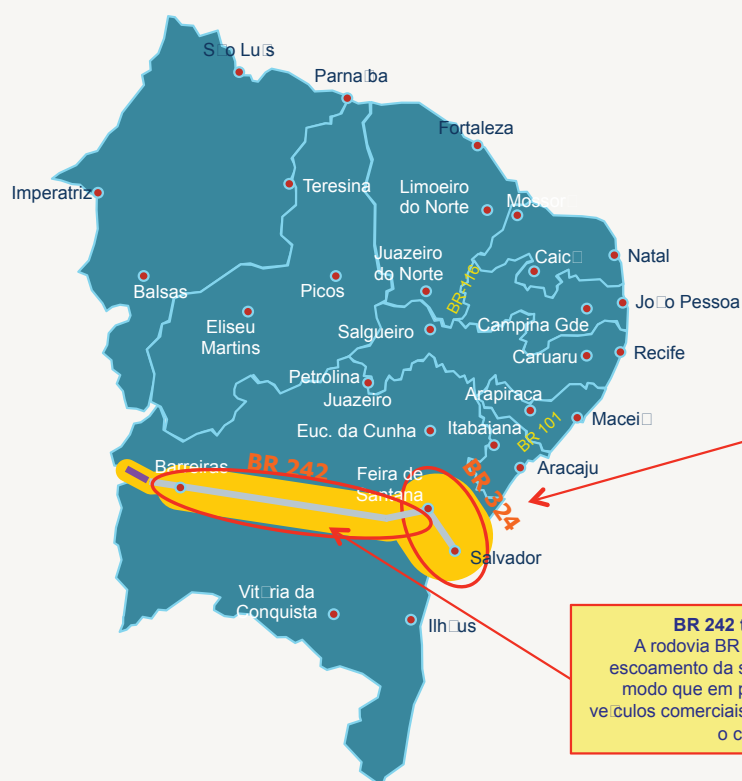 S□o Lu□s
Parna□ba
Fortaleza
Imperatriz
Teresina
Limoeiro
do Norte
Mossor
Juazeiro
do Norte
BR-116
Caic□
Natal
Balsas
Picos
Eliseu
Martins
Salgueiro
Campina Gde
Jo□o Pessoa
Caruaru
Recife
Petrolina
Juazeiro
Arapiraca
Euc. da Cunha
Itabaiana
BR 101
Macei□
Barreiras
BR 242
Feira de
Santana
BR 324
Aracaju
Salvador
Vit□ria da
Conquista
Ilh□us
BR 242
A rodovia BR
escoamento da
modo que em
ve□culos comerciais
o